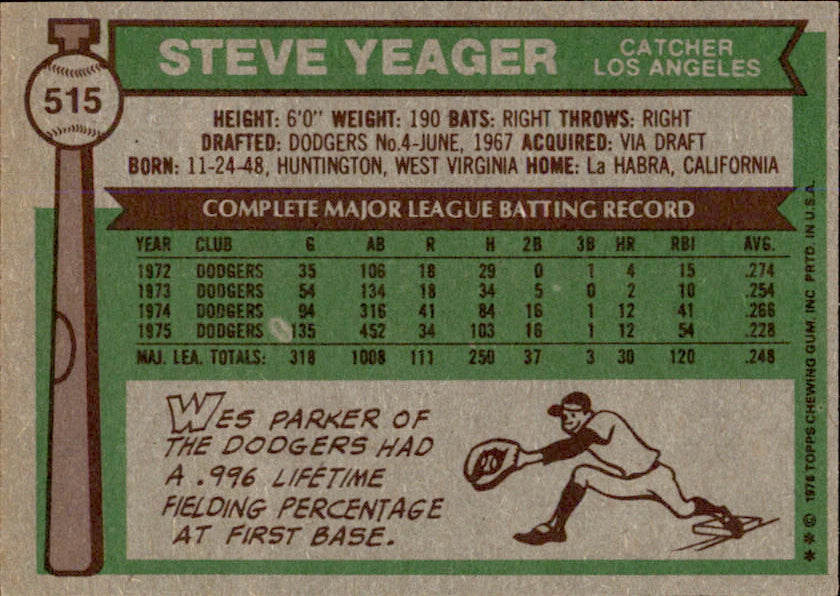 515
STEVE YEAGER
CATCHER
LOS ANGELES
HEIGHT: 6'0" WEIGHT: 190 BATS: RIGHT THROWS: RIGHT
DRAFTED: DODGERS No.4-JUNE, 1967 ACQUIRED: VIA DRAFT
BORN: 11-24-48, HUNTINGTON, WEST VIRGINIA HOME: La HABRA, CALIFORNIA
COMPLETE MAJOR LEAGUE BATTING RECORD
YEAR CLUB G AB R H 2B 3B HR RBI AVG.
1972 DODGERS 35 106 18 29 0 1 4 15 .274
1973 DODGERS 54 134 18 34 5 0 2 10 .254
1974 DODGERS 94 316 41 84 16 1 12 41 .266
1975 DODGERS 135 452 34 103 16 1 12 54 .228
MAJ. LEA. TOTALS: 318 1008 111 250 37 3 30 120 .248
WES PARKER OF
THE DODGERS HAD
A .996 LIFETIME
FIELDING PERCENTAGE
AT FIRST BASE.
** © 1976 TOPPS CHEWING GUM, INC. PRTD. IN U.S.A.